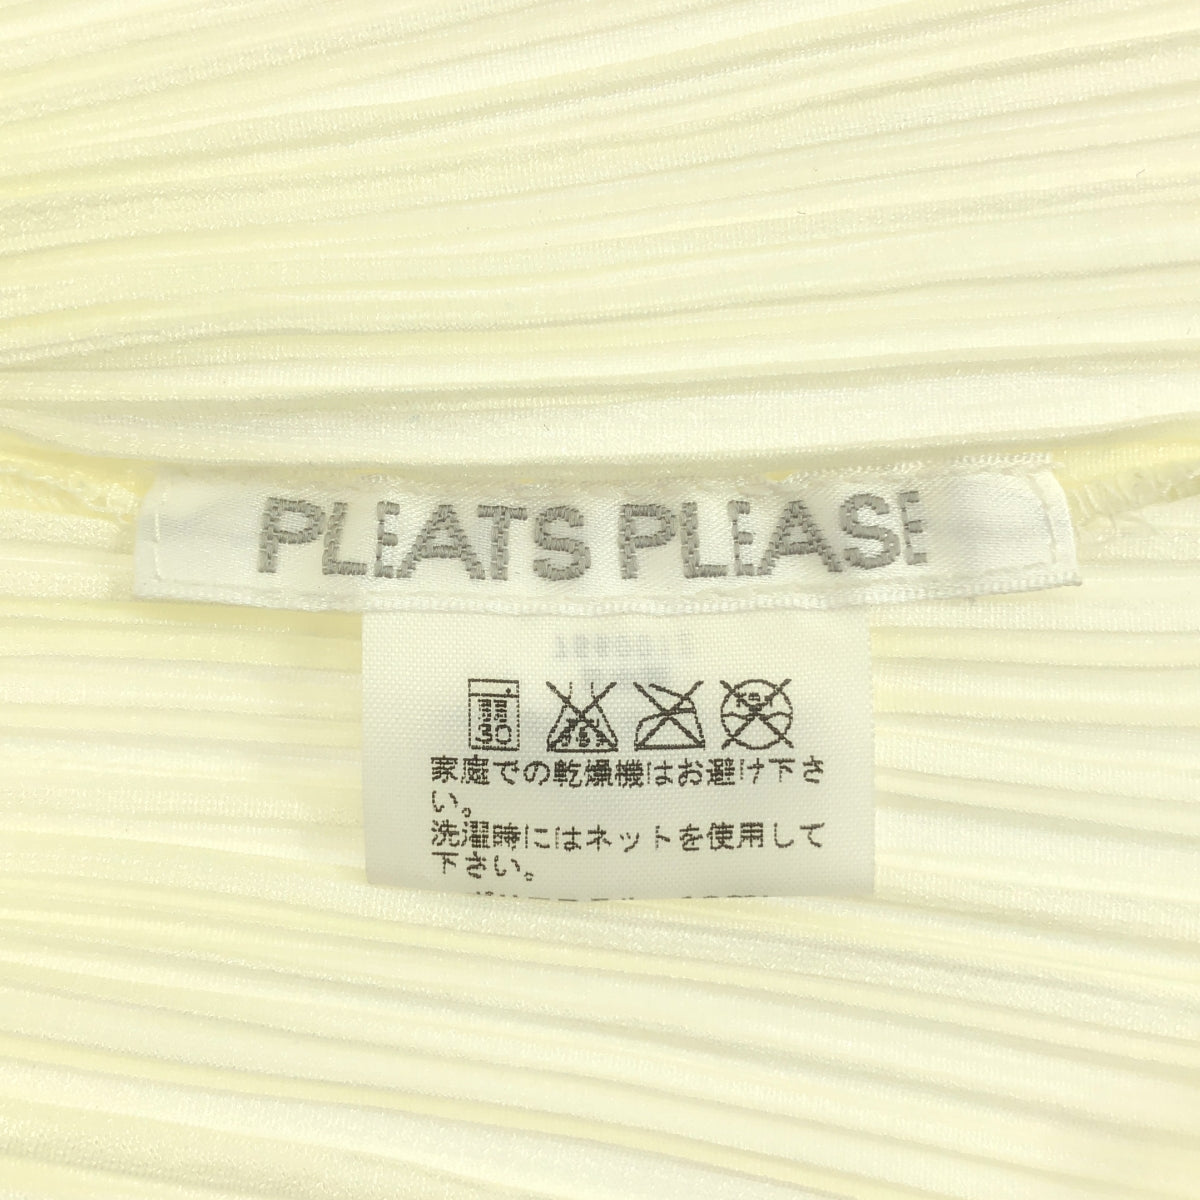 PLEATS PLEASE
30
家庭での乾燥機はお避け下さ
い。
洗濯時にはネットを使用して
下さい。